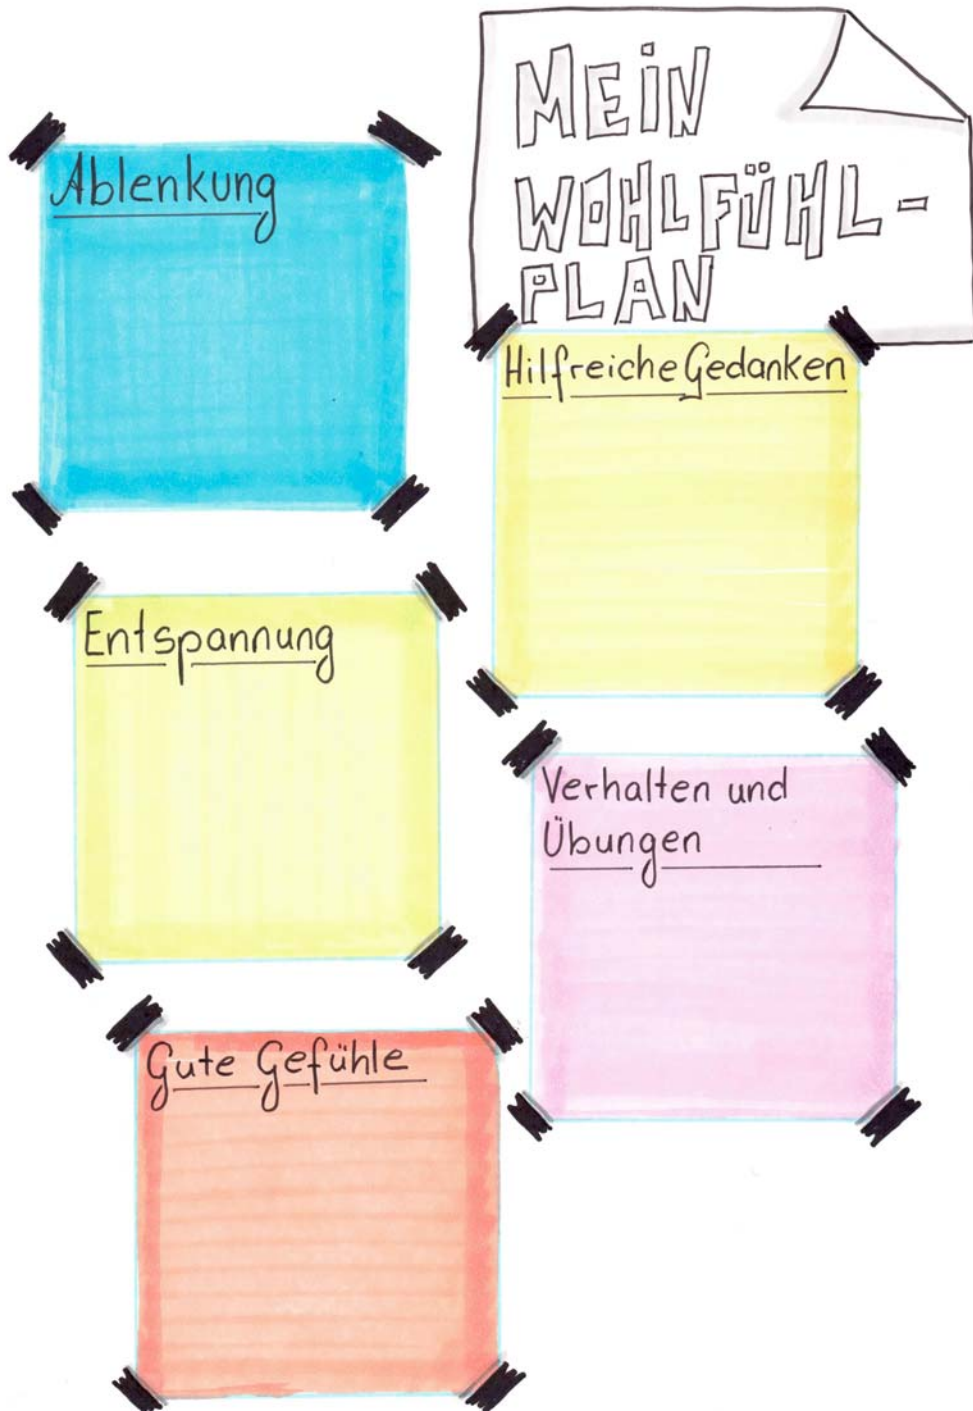 MEIN
WOHLFÜHL-
PLAN
Ablenkung
Hilfreiche Gedanken
Entspannung
Verhalten und
Übungen
Gute Gefühle